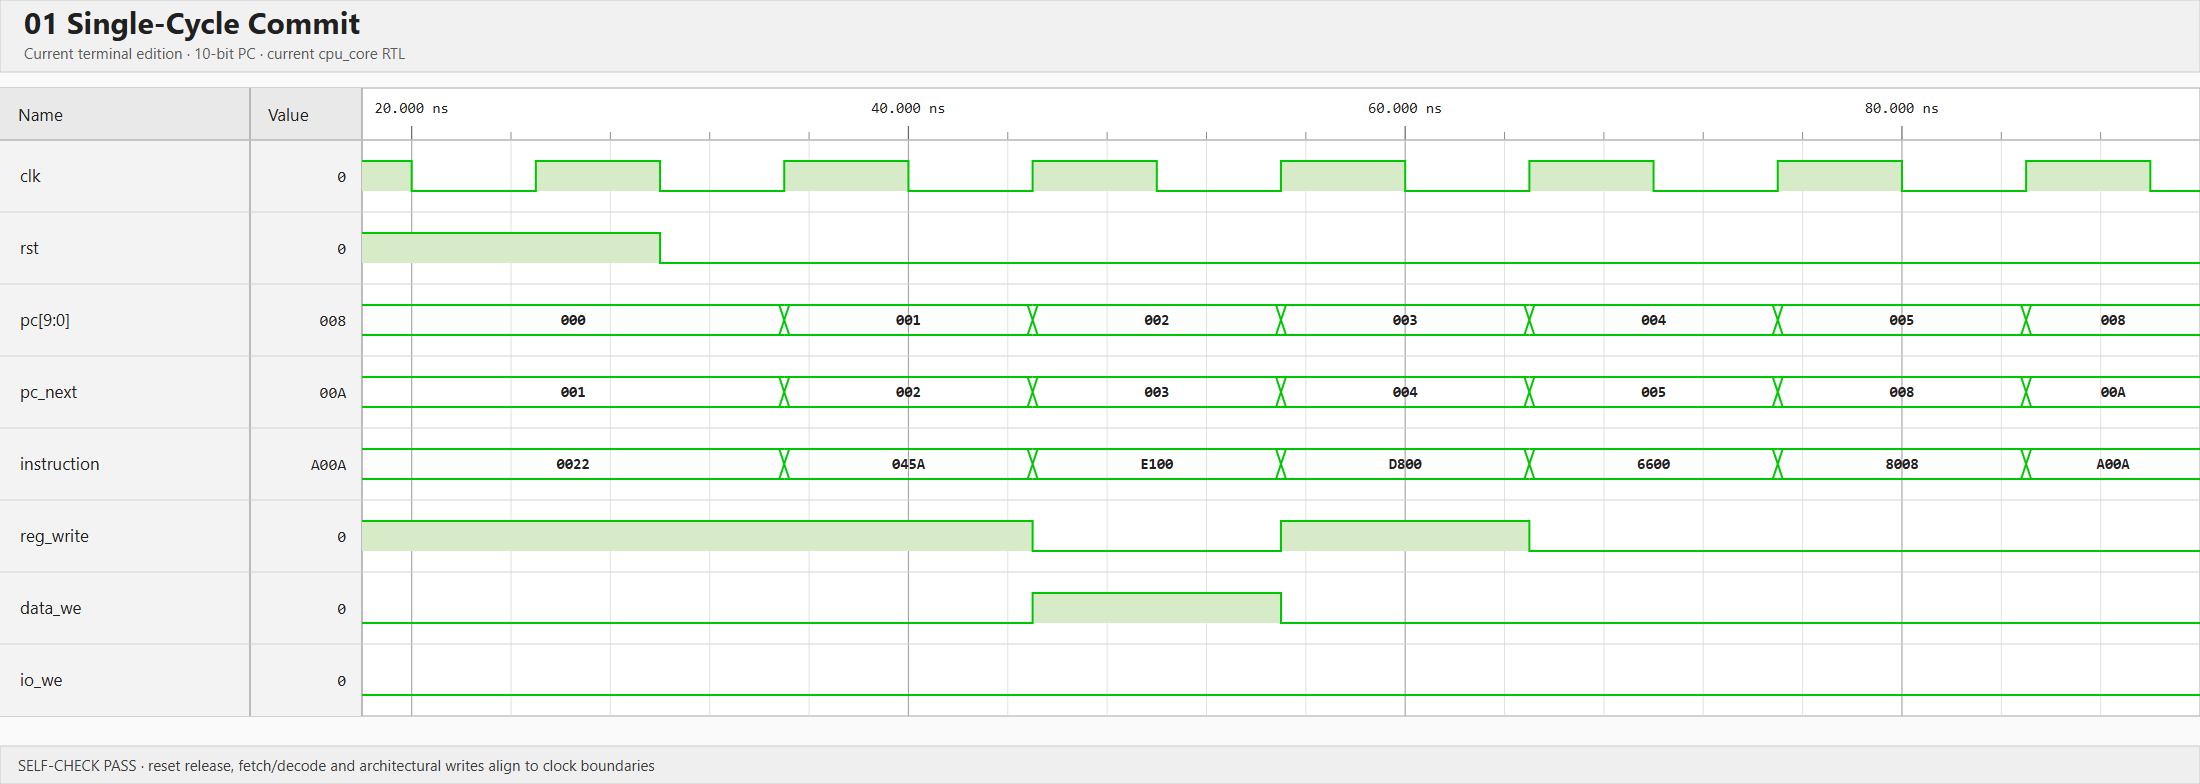 01 Single-Cycle Commit
Current terminal edition · 10-bit PC · current cpu_core RTL
Name Value 20.000 ns 40.000 ns 60.000 ns 80.000 ns
clk 0
rst 0
pc[9:0] 008 000 001 002 003 004 005 008
pc_next 00A 001 002 003 004 005 008 00A
instruction A00A 0022 045A E100 D800 6600 8008 A00A
reg_write 0
data_we 0
io_we 0
SELF-CHECK PASS · reset release, fetch/decode and architectural writes align to clock boundaries